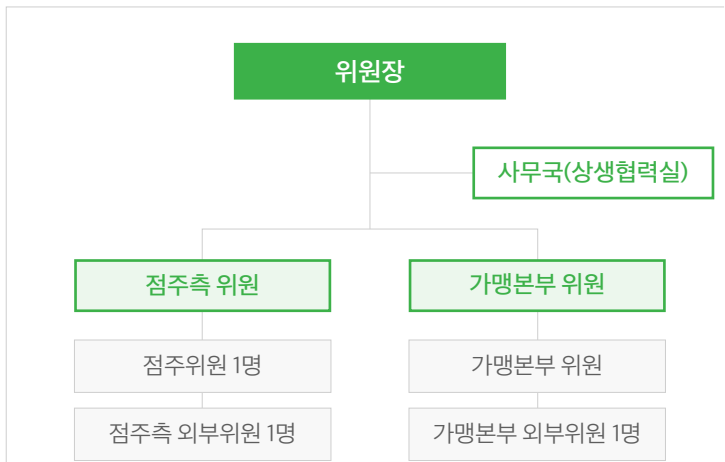 위원장
사무국(상생협력실)
점주측 위원
가맹본부 위원
점주위원 1명
가맹본부 위원
점주측 외부위원 1명
가맹본부 외부위원 1명